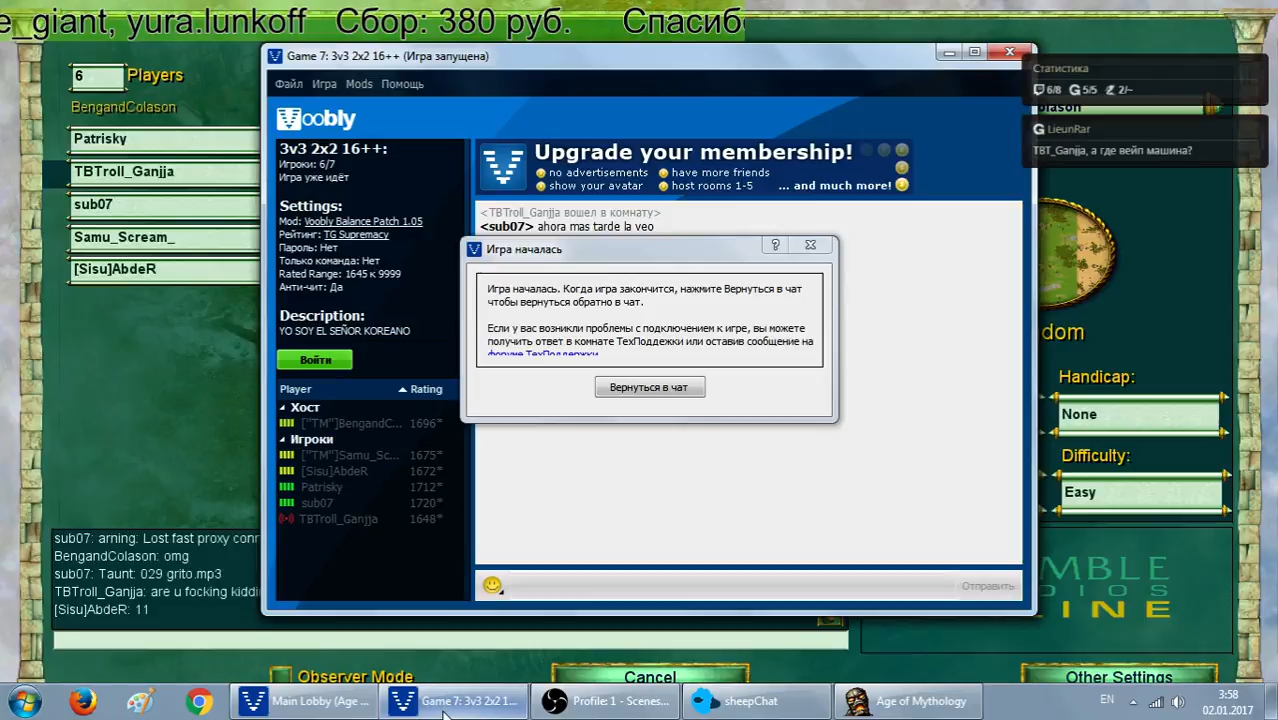 e_giant, yura.lunkoff Сбор: 380 руб. Спасиб
6 Players
BengandColason
Patrisky
TBTroll_Ganjja
sub07
Samu_Scream_
[Sisu]AbdeR
Game 7: 3v3 2x2 16++ (Игра запущена)
Файл Игра Mods Помощь
Voobly
3v3 2x2 16++:
Игроки: 6/7
Игра уже идёт
Settings:
Mod: Voobly Balance Patch 1.05
Рейтинг: TG Supremacy
Пароль: Нет
Только команда: Нет
Rated Range: 1645 к 9999
Анти-чит: Да
Description:
YO SOY EL SEÑOR KOREANO
Войти
Player Rating
Хост
["TM"]BengandC... 1696*
Игроки
["TM"]Samu_Sc... 1675*
[Sisu]AbdeR 1672*
Patrisky 1712*
sub07 1720*
TBTroll_Ganjja 1648*
Upgrade your membership!
no advertisements have more friends
show your avatar host rooms 1-5 ... and much more!
<TBTroll_Ganjja вошел в комнату>
<sub07> ahora mas tarde la veo
Игра началась
Игра началась. Когда игра закончится, нажмите Вернуться в чат
чтобы вернуться обратно в чат.
Если у вас возникли проблемы с подключением к игре, вы можете
получить ответ в комнате ТехПоддежки или оставив сообщение на
форуме ТехПоддержки
Вернуться в чат
Отправить
Статистика
6/8 5/5 2/--
LieunRar
TBT_Ganjja, а где вейп машина?
olason
dom
Handicap:
None
Difficulty:
Easy
sub07: arning: Lost fast proxy conn
BengandColason: omg
sub07: Taunt: 029 grito.mp3
TBTroll_Ganjja: are u focking kiddin
[Sisu]AbdeR: 11
MBLE
DIOS
INE
Observer Mode
Cancel
Other Settings
Main Lobby (Age ...
Game 7: 3v3 2x2 1...
Profile: 1 - Scenes...
sheepChat
Age of Mythology
EN
3:58
02.01.2017